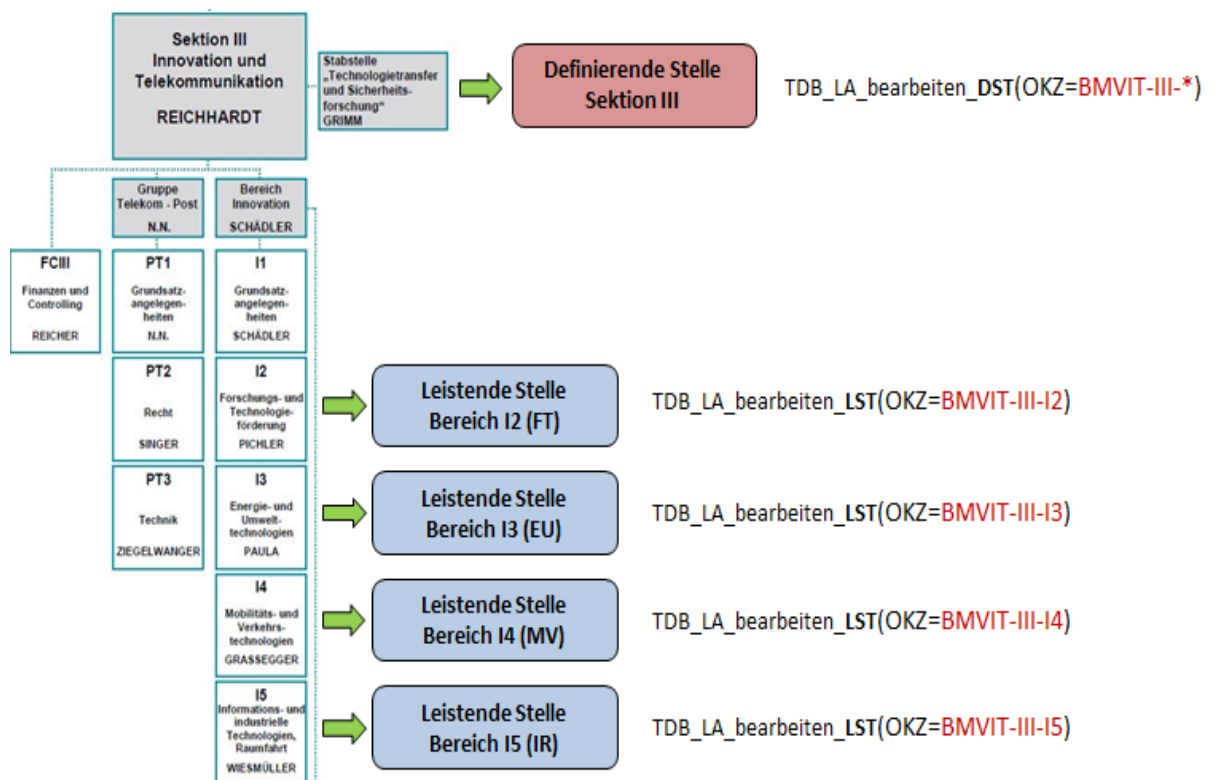 Sektion III
Innovation und
Telekommunikation
REICHHARDT
Stabstelle
„Technologietransfer
und Sicherheits-
forschung"
GRIMM
Definierende Stelle
Sektion III
TDB_LA_bearbeiten_DST(OKZ=BMVIT-III-*)
Gruppe
Telekom - Post
N.N.
Bereich
Innovation
SCHÄDLER
FCIII
Finanzen und
Controlling
REICHER
PT1
Grundsatz-
angelegen-
heiten
N.N.
I1
Grundsatz-
angelegen-
heiten
SCHÄDLER
PT2
Recht
SINGER
I2
Forschungs- und
Technologie-
förderung
PICHLER
Leistende Stelle
Bereich I2 (FT)
TDB_LA_bearbeiten_LST(OKZ=BMVIT-III-I2)
PT3
Technik
ZIEGELWANGER
I3
Energie- und
Umwelt-
technologien
PAULA
Leistende Stelle
Bereich I3 (EU)
TDB_LA_bearbeiten_LST(OKZ=BMVIT-III-I3)
I4
Mobilitäts- und
Verkehrs-
technologien
GRASSEGGER
Leistende Stelle
Bereich I4 (MV)
TDB_LA_bearbeiten_LST(OKZ=BMVIT-III-I4)
I5
Informations- und
industrielle
Technologien,
Raumfahrt
WIESMÜLLER
Leistende Stelle
Bereich I5 (IR)
TDB_LA_bearbeiten_LST(OKZ=BMVIT-III-I5)